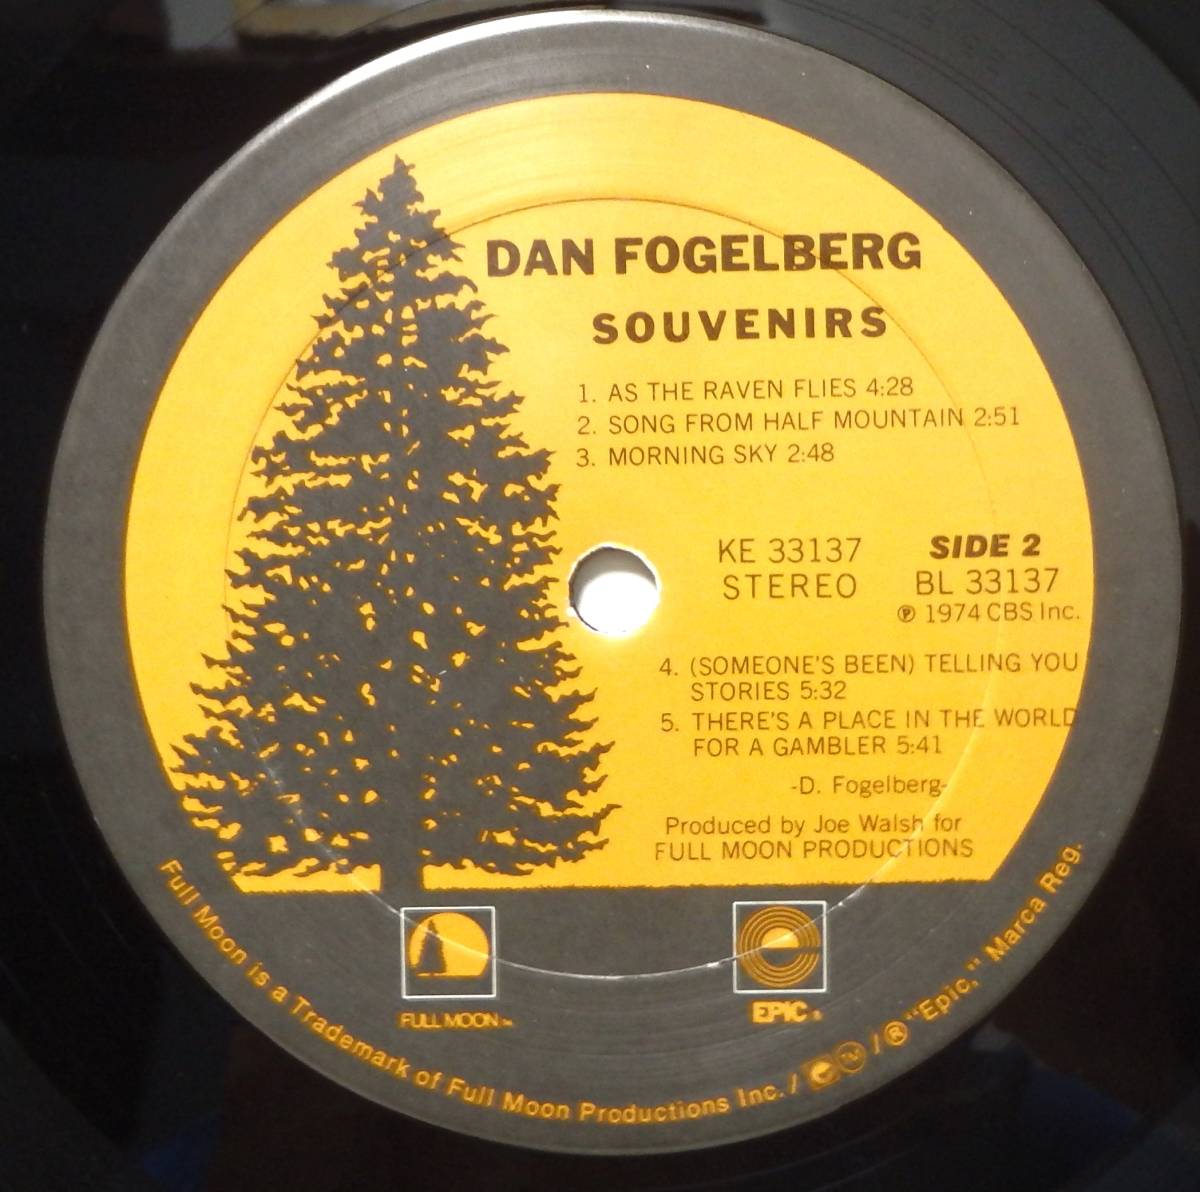 DAN FOGELBERG
SOUVENIRS
1. AS THE RAVEN FLIES 4:28
2. SONG FROM HALF MOUNTAIN 2:51
3. MORNING SKY 2:48
KE 33137
STEREO
SIDE 2
BL 33137
℗ 1974 CBS Inc.
4. (SOMEONE'S BEEN) TELLING YOU
STORIES 5:32
5. THERE'S A PLACE IN THE WORLD
FOR A GAMBLER 5:41
-D. Fogelberg-
Produced by Joe Walsh for
FULL MOON PRODUCTIONS
FULL MOON™
EPIC®
Full Moon is a Trademark of Full Moon Productions Inc. / e TM / ® "Epic," Marca Reg.